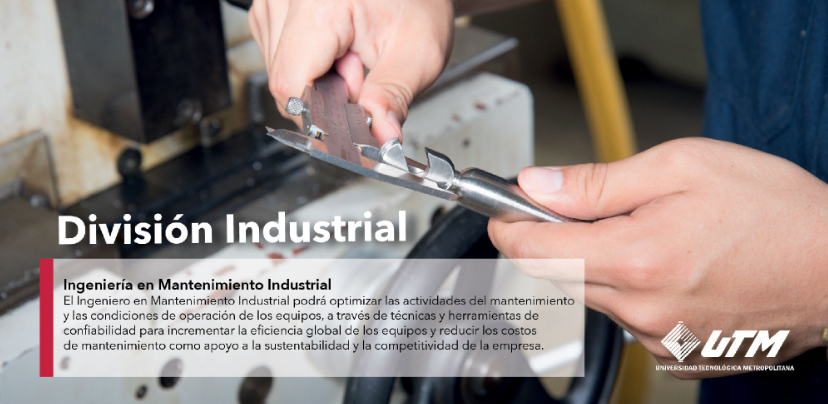 División Industrial
Ingeniería en Mantenimiento Industrial
El Ingeniero en Mantenimiento Industrial podrá optimizar las actividades del mantenimiento
y las condiciones de operación de los equipos, a través de técnicas y herramientas de
confiabilidad para incrementar la eficiencia global de los equipos y reducir los costos
de mantenimiento como apoyo a la sustentabilidad y la competitividad de la empresa.
UTM
UNIVERSIDAD TECNOLÓGICA METROPOLITANA